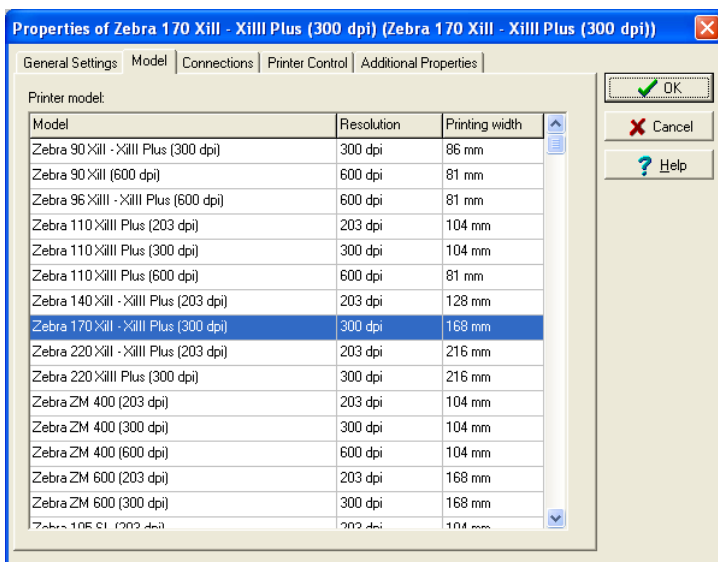 Properties of Zebra 170 XiII - XiIII Plus (300 dpi) (Zebra 170 XiII - XiIII Plus (300 dpi))
General Settings Model Connections Printer Control Additional Properties
OK
Cancel
Help
Printer model:
Model Resolution Printing width
Zebra 90 XiII - XiIII Plus (300 dpi) 300 dpi 86 mm
Zebra 90 XiII (600 dpi) 600 dpi 81 mm
Zebra 96 XiIII - XiIII Plus (600 dpi) 600 dpi 81 mm
Zebra 110 XiIII Plus (203 dpi) 203 dpi 104 mm
Zebra 110 XiIII Plus (300 dpi) 300 dpi 104 mm
Zebra 110 XiIII Plus (600 dpi) 600 dpi 81 mm
Zebra 140 XiII - XiIII Plus (203 dpi) 203 dpi 128 mm
Zebra 170 XiII - XiIII Plus (300 dpi) 300 dpi 168 mm
Zebra 220 XiII - XiIII Plus (203 dpi) 203 dpi 216 mm
Zebra 220 XiIII Plus (300 dpi) 300 dpi 216 mm
Zebra ZM 400 (203 dpi) 203 dpi 104 mm
Zebra ZM 400 (300 dpi) 300 dpi 104 mm
Zebra ZM 400 (600 dpi) 600 dpi 104 mm
Zebra ZM 600 (203 dpi) 203 dpi 168 mm
Zebra ZM 600 (300 dpi) 300 dpi 168 mm
Zebra 105 SL (203 dpi) 203 dpi 104 mm